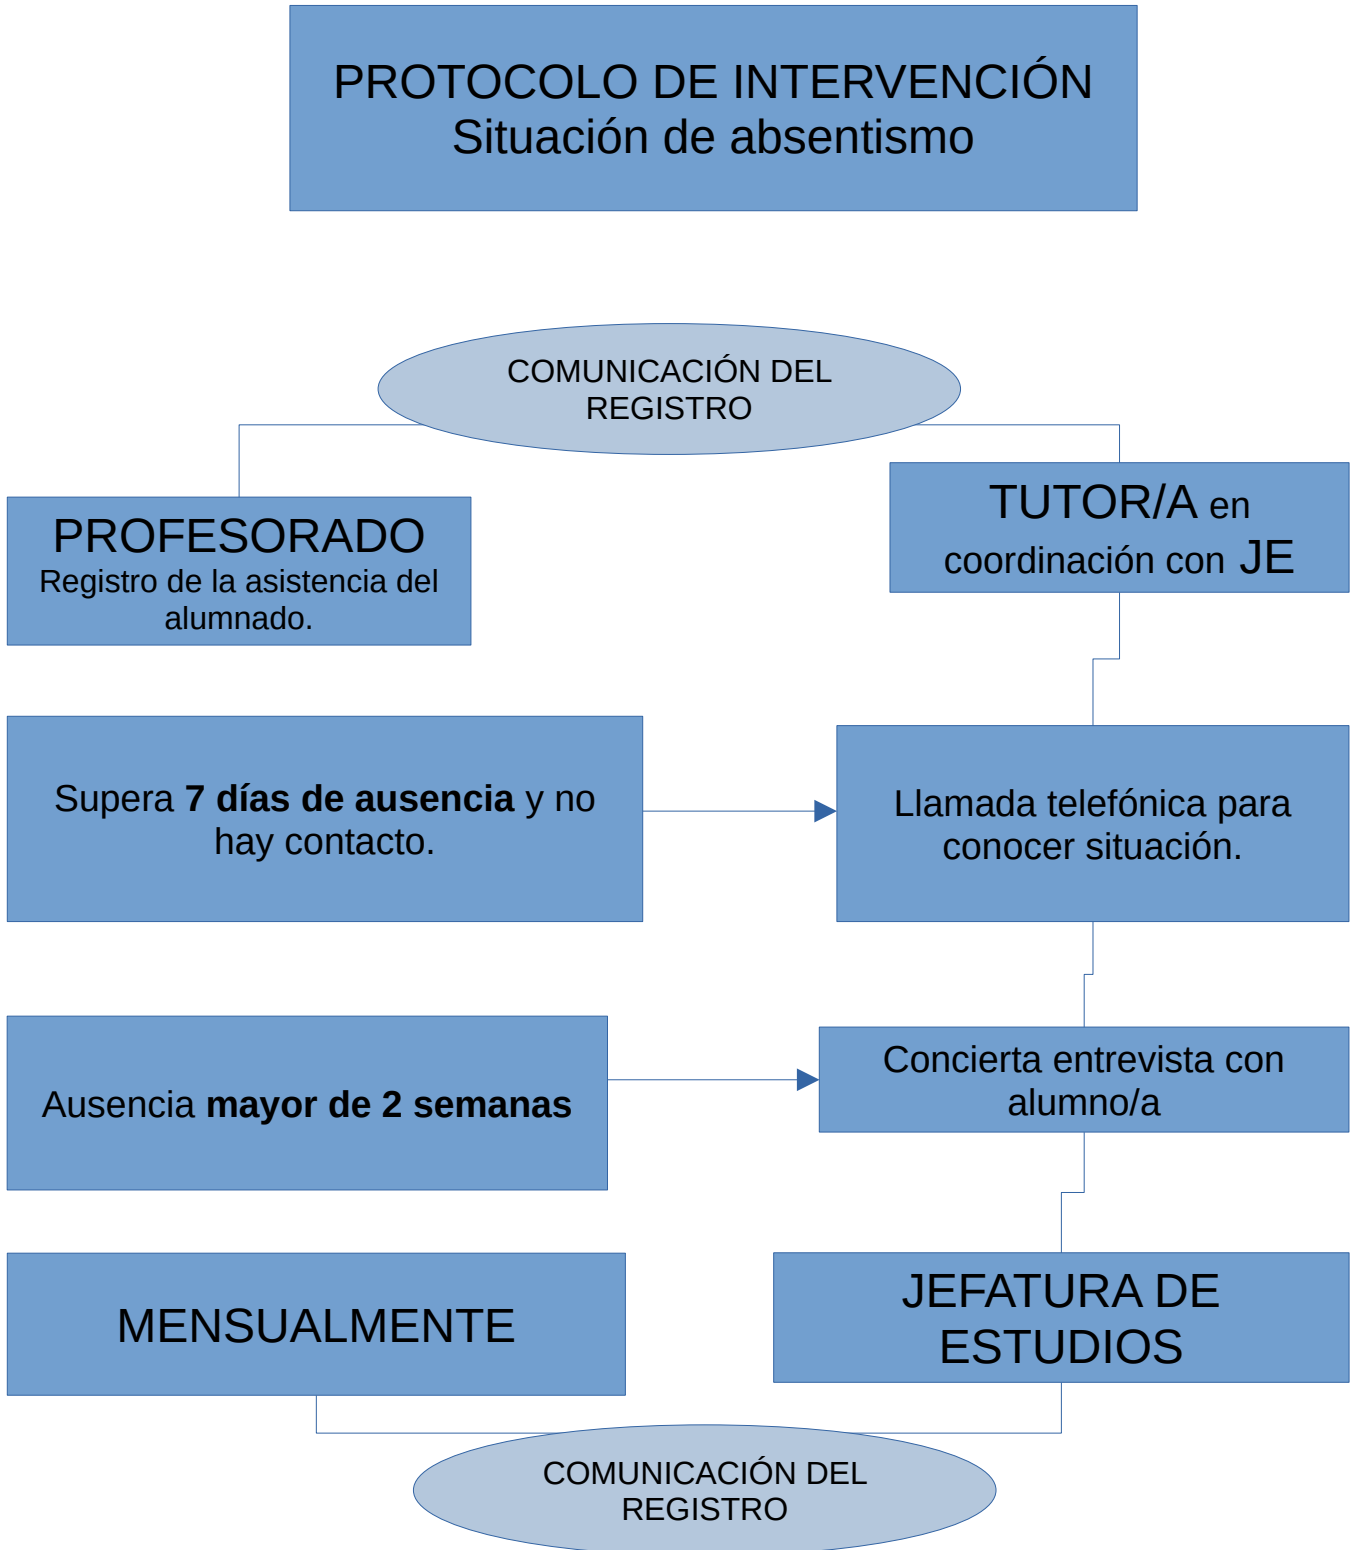 PROTOCOLO DE INTERVENCIÓN
Situación de absentismo
COMUNICACIÓN DEL
REGISTRO
PROFESORADO
Registro de la asistencia del
alumnado.
TUTOR/A en
coordinación con JE
Supera 7 días de ausencia y no
hay contacto.
Llamada telefónica para
conocer situación.
Ausencia mayor de 2 semanas
Concierta entrevista con
alumno/a
MENSUALMENTE
JEFATURA DE
ESTUDIOS
COMUNICACIÓN DEL
REGISTRO